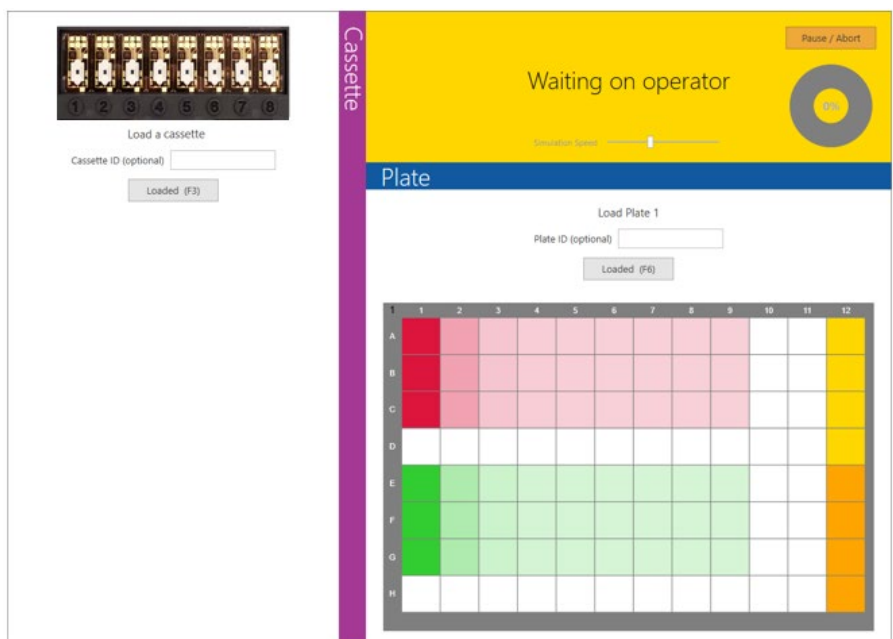 1 2 3 4 5 6 7 8
Load a cassette
Cassette ID (optional)
Loaded (F3)
Cassette
Pause / Abort
Waiting on operator
0%
Simulation Speed
Plate
Load Plate 1
Plate ID (optional)
Loaded (F6)
1 1 2 3 4 5 6 7 8 9 10 11 12
A
B
C
D
E
F
G
H